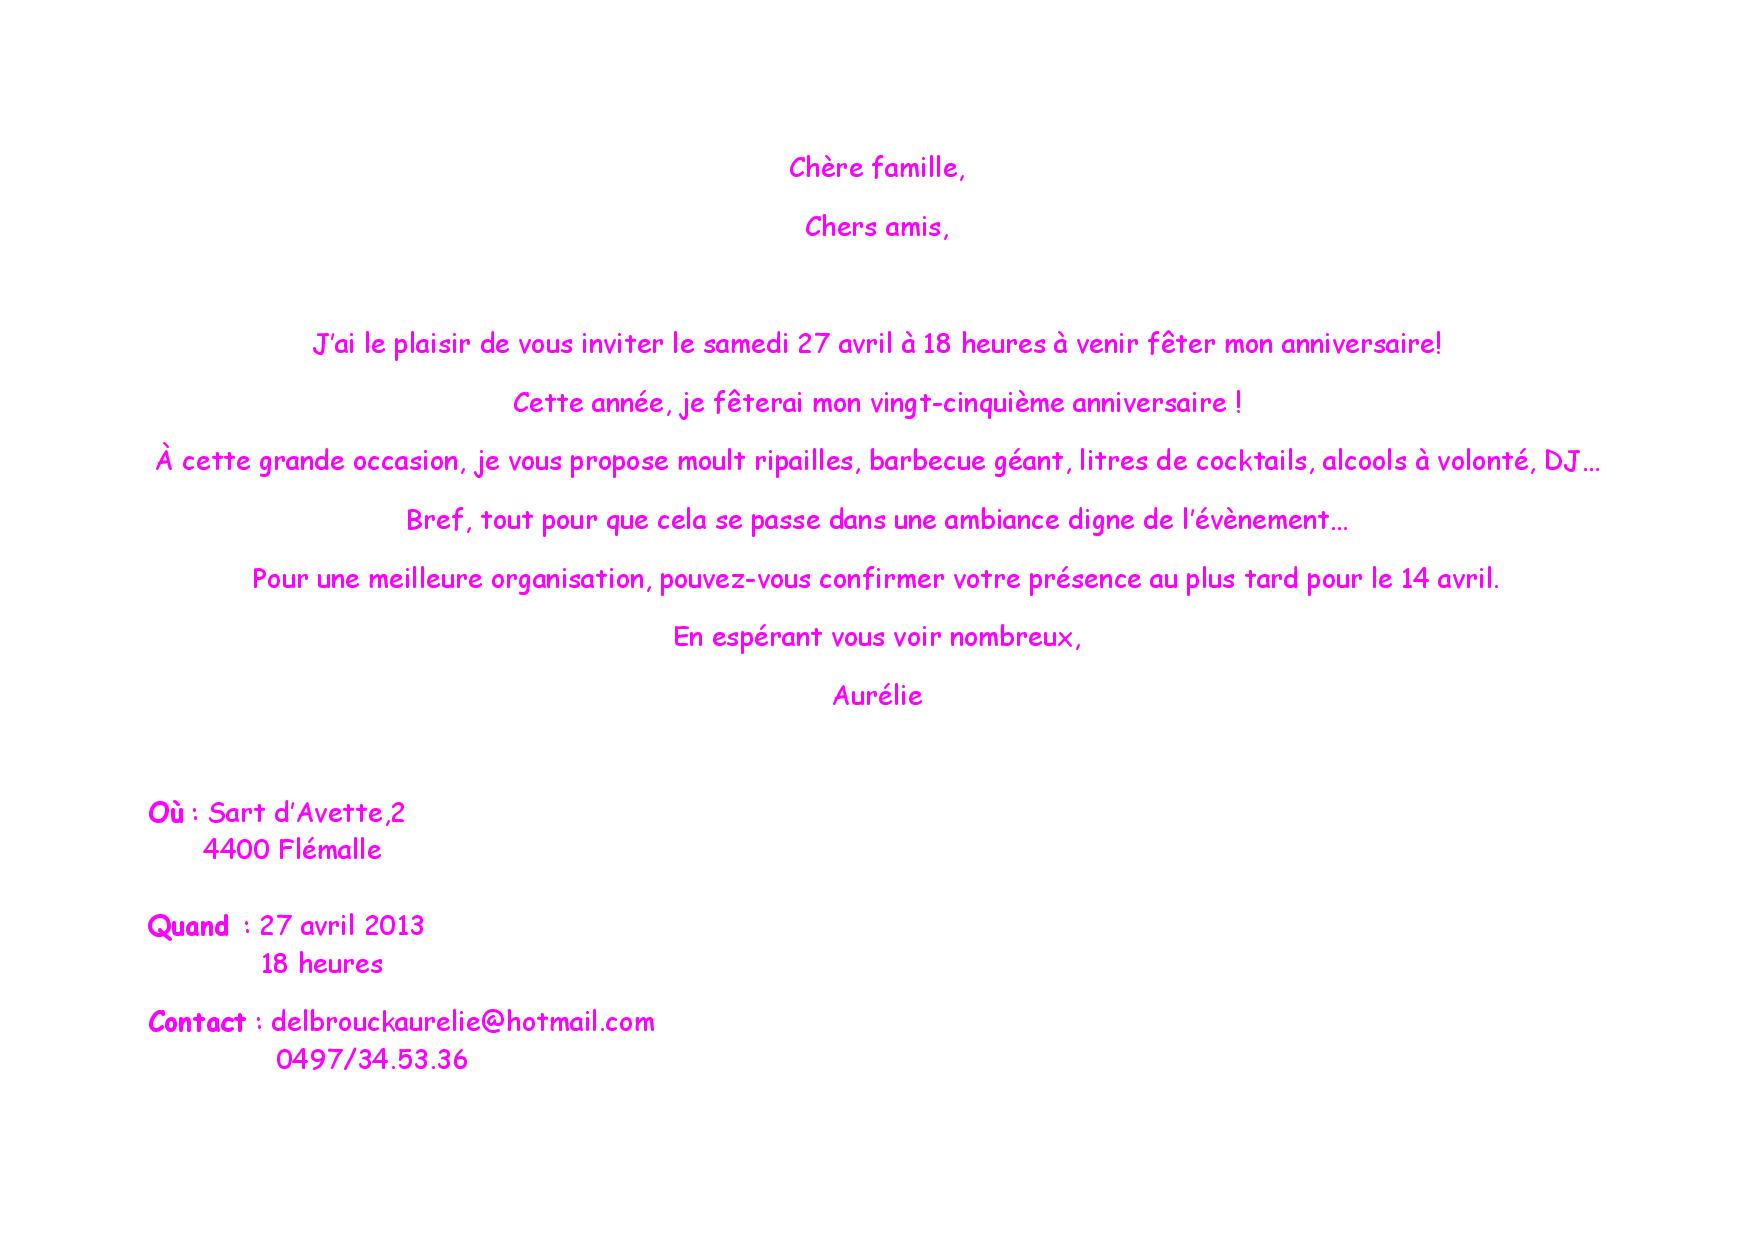 Chère famille,
Chers amis,
J’ai le plaisir de vous inviter le samedi 27 avril à 18 heures à venir fêter mon anniversaire!
Cette année, je fêterai mon vingt-cinquième anniversaire !
À cette grande occasion, je vous propose moult ripailles, barbecue géant, litres de cocktails, alcools à volonté, DJ…
Bref, tout pour que cela se passe dans une ambiance digne de l’évènement…
Pour une meilleure organisation, pouvez-vous confirmer votre présence au plus tard pour le 14 avril.
En espérant vous voir nombreux,
Aurélie
Où : Sart d’Avette,2
4400 Flémalle
Quand : 27 avril 2013
18 heures
Contact : delbrouckaurelie@hotmail.com
0497/34.53.36